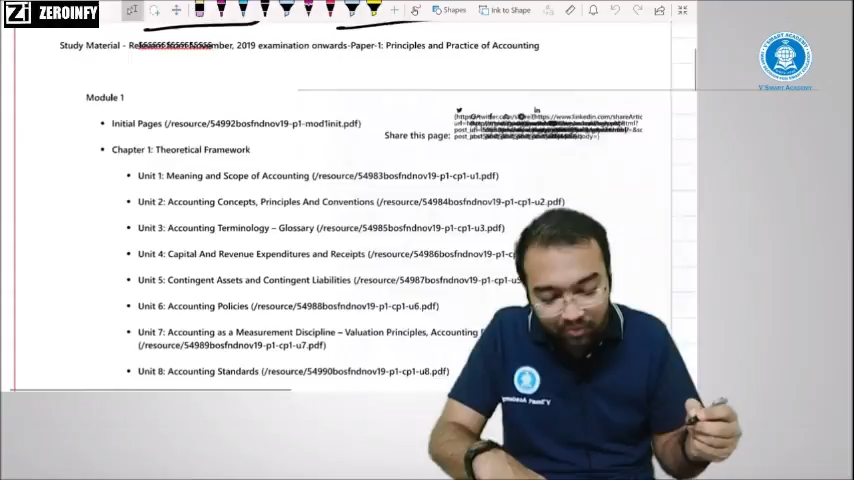 Zi ZEROINFY
Shapes
Ink to Shape
Study Material - November, 2019 examination onwards-Paper-1: Principles and Practice of Accounting
V'SMART ACADEMY
Module 1
Initial Pages (/resource/54992bosfndnov19-p1-mod1init.pdf)
Share this page:
Chapter 1: Theoretical Framework
Unit 1: Meaning and Scope of Accounting (/resource/54983bosfndnov19-p1-cp1-u1.pdf)
Unit 2: Accounting Concepts, Principles And Conventions (/resource/54984bosfndnov19-p1-cp1-u2.pdf)
Unit 3: Accounting Terminology – Glossary (/resource/54985bosfndnov19-p1-cp1-u3.pdf)
Unit 4: Capital And Revenue Expenditures and Receipts (/resource/54986bosfndnov19-p1-
Unit 5: Contingent Assets and Contingent Liabilities (/resource/54987bosfndnov19-p1-cp1-
Unit 6: Accounting Policies (/resource/54988bosfndnov19-p1-cp1-u6.pdf)
Unit 7: Accounting as a Measurement Discipline – Valuation Principles, Accounting
(/resource/54989bosfndnov19-p1-cp1-u7.pdf)
Unit 8: Accounting Standards (/resource/54990bosfndnov19-p1-cp1-u8.pdf)